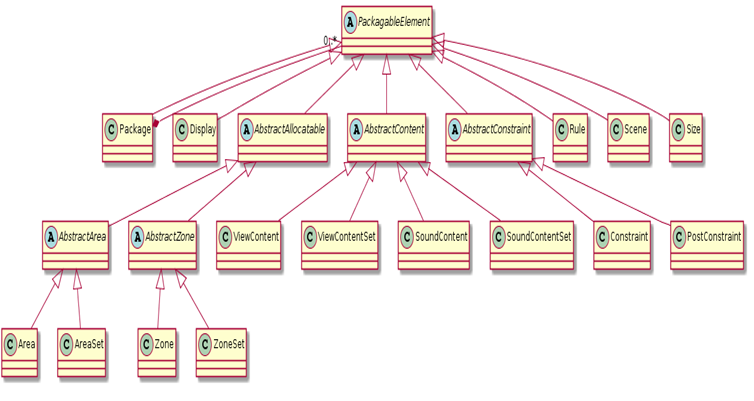 A PackagableElement
0..*
C Package
C Display
A AbstractAllocatable
A AbstractContent
A AbstractConstraint
C Rule
C Scene
C Size
A AbstractArea
A AbstractZone
C ViewContent
C ViewContentSet
C SoundContent
C SoundContentSet
C Constraint
C PostConstraint
C Area
C AreaSet
C Zone
C ZoneSet